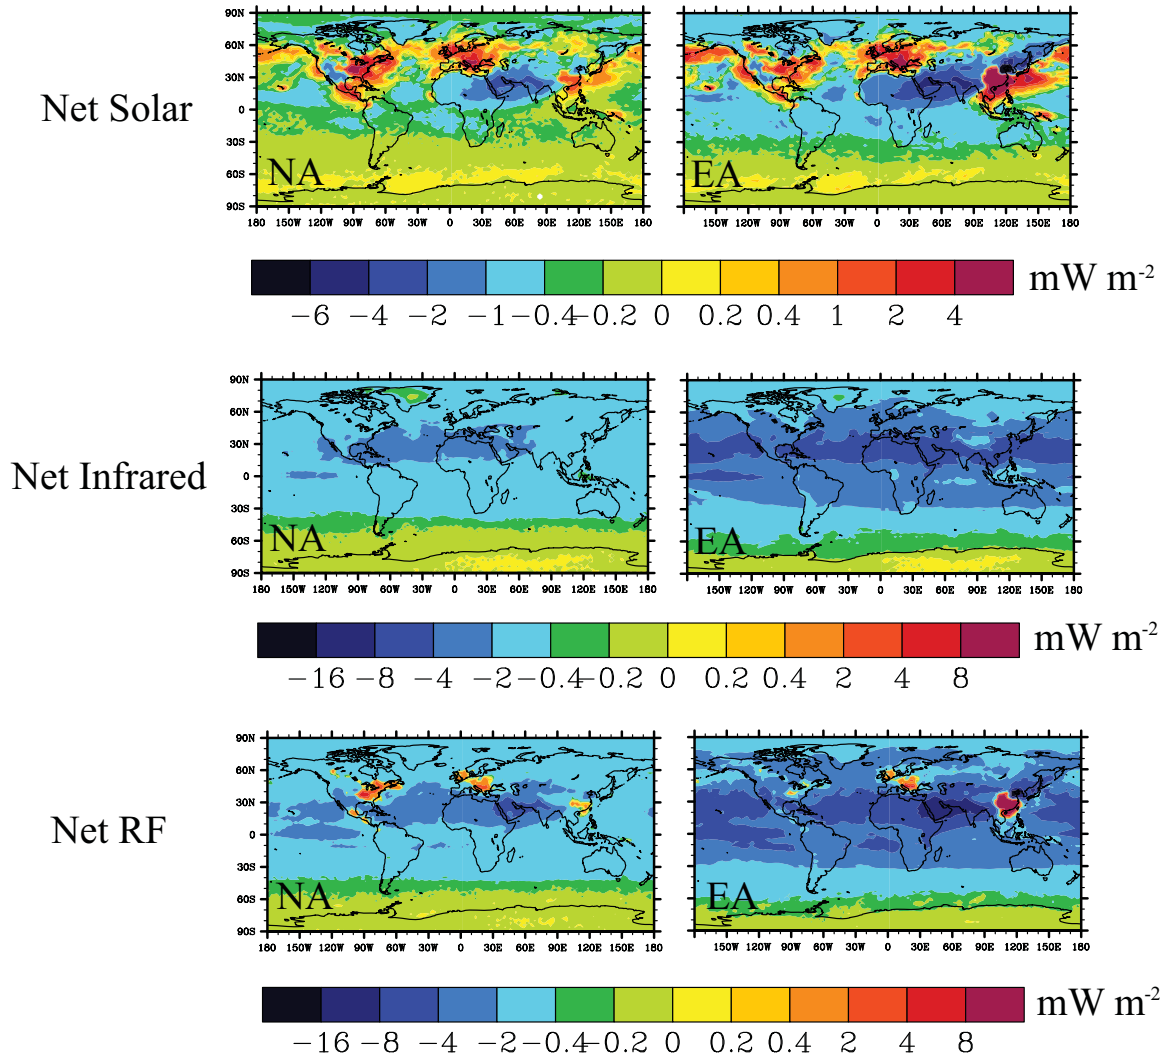 90N 60N 30N 0 30S 60S 90S
Net Solar
NA EA
180 150W 120W 90W 60W 30W 0 30E 60E 90E 120E 150E 180 150W 120W 90W 60W 30W 0 30E 60E 90E 120E 150E 180
mW m-2
−6 −4 −2 −1 −0.4 −0.2 0 0.2 0.4 1 2 4
90N 60N 30N 0 30S 60S 90S
Net Infrared
NA EA
180 150W 120W 90W 60W 30W 0 30E 60E 90E 120E 150E 180 150W 120W 90W 60W 30W 0 30E 60E 90E 120E 150E 180
mW m-2
−16 −8 −4 −2 −0.4 −0.2 0 0.2 0.4 2 4 8
90N 60N 30N 0 30S 60S 90S
Net RF
NA EA
180 150W 120W 90W 60W 30W 0 30E 60E 90E 120E 150E 180 150W 120W 90W 60W 30W 0 30E 60E 90E 120E 150E 180
mW m-2
−16 −8 −4 −2 −0.4 −0.2 0 0.2 0.4 2 4 8